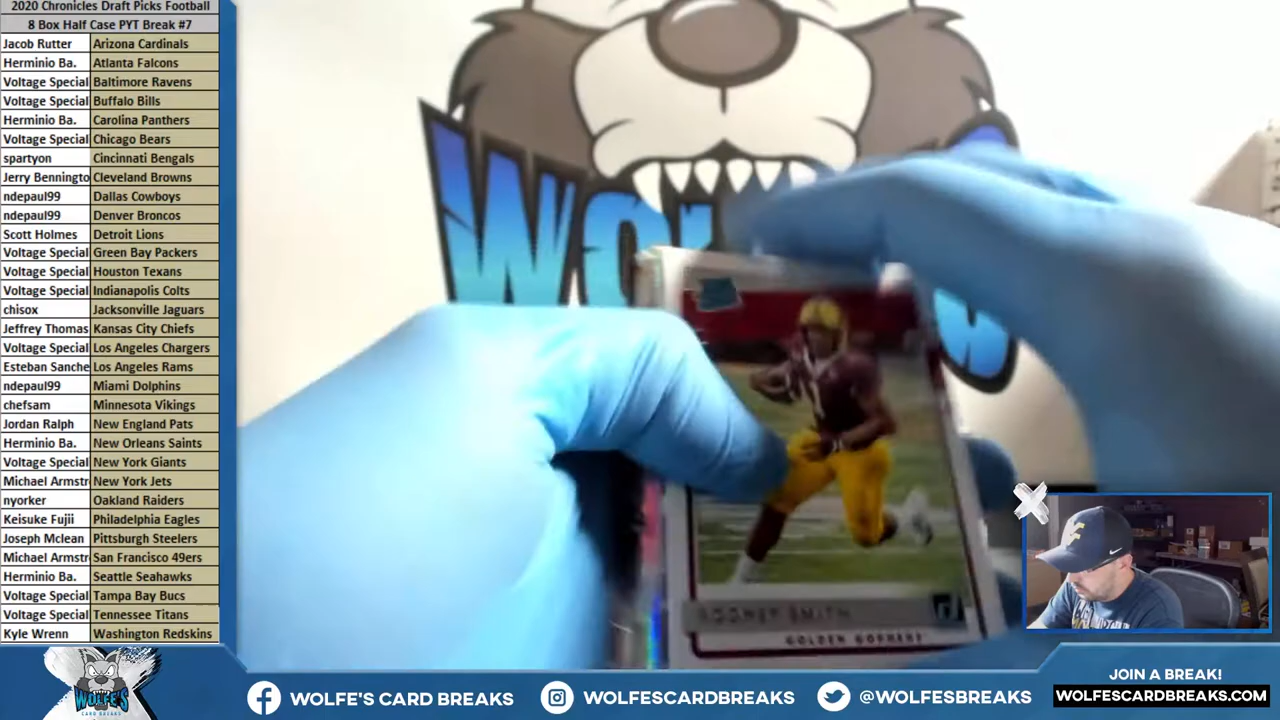 2020 Chronicles Draft Picks Football
8 Box Half Case PYT Break #7
Jacob Rutter Arizona Cardinals
Herminio Ba. Atlanta Falcons
Voltage Special Baltimore Ravens
Voltage Special Buffalo Bills
Herminio Ba. Carolina Panthers
Voltage Special Chicago Bears
spartyon Cincinnati Bengals
Jerry Benningto Cleveland Browns
ndepaul99 Dallas Cowboys
ndepaul99 Denver Broncos
Scott Holmes Detroit Lions
Voltage Special Green Bay Packers
Voltage Special Houston Texans
Voltage Special Indianapolis Colts
chisox Jacksonville Jaguars
Jeffrey Thomas Kansas City Chiefs
Voltage Special Los Angeles Chargers
Esteban Sanche Los Angeles Rams
ndepaul99 Miami Dolphins
chefsam Minnesota Vikings
Jordan Ralph New England Pats
Herminio Ba. New Orleans Saints
Voltage Special New York Giants
Michael Armstr New York Jets
nyorker Oakland Raiders
Keisuke Fujii Philadelphia Eagles
Joseph Mclean Pittsburgh Steelers
Michael Armstr San Francisco 49ers
Herminio Ba. Seattle Seahawks
Voltage Special Tampa Bay Bucs
Voltage Special Tennessee Titans
Kyle Wrenn Washington Redskins
RODNEY SMITH
GOLDEN GOPHERS
WOLFE'S
CARD BREAKS
WOLFE'S CARD BREAKS
WOLFESCARDBREAKS
@WOLFESBREAKS
JOIN A BREAK!
WOLFESCARDBREAKS.COM